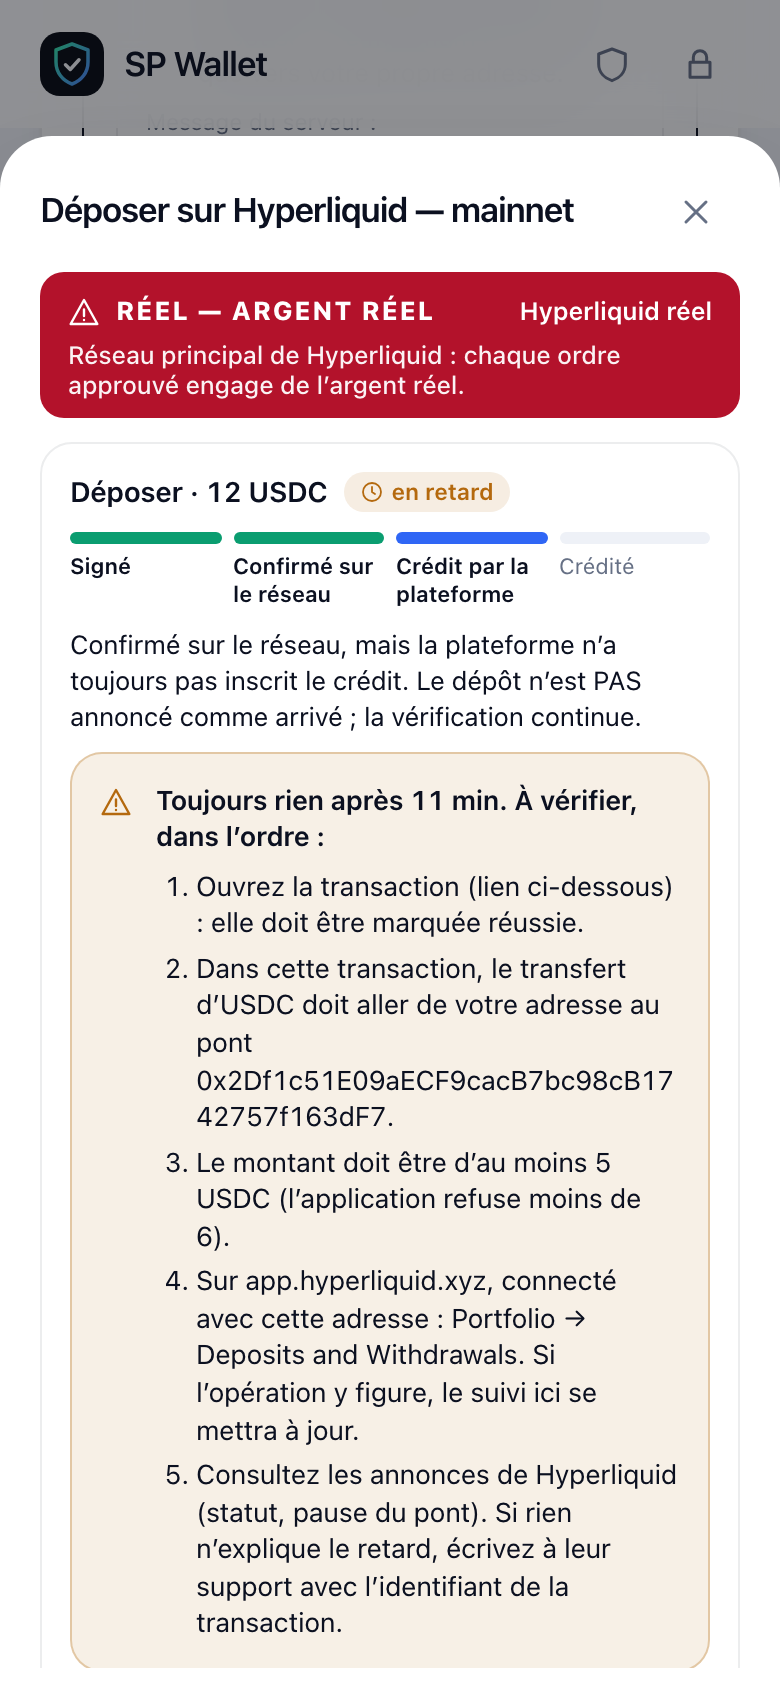 SP Wallet
Message du serveur :
Déposer sur Hyperliquid — mainnet
RÉEL — ARGENT RÉEL
Hyperliquid réel
Réseau principal de Hyperliquid : chaque ordre
approuvé engage de l’argent réel.
Déposer · 12 USDC
en retard
Signé
Confirmé sur
le réseau
Crédit par la
plateforme
Crédité
Confirmé sur le réseau, mais la plateforme n’a
toujours pas inscrit le crédit. Le dépôt n’est PAS
annoncé comme arrivé ; la vérification continue.
Toujours rien après 11 min. À vérifier,
dans l’ordre :
1. Ouvrez la transaction (lien ci-dessous)
: elle doit être marquée réussie.
2. Dans cette transaction, le transfert
d’USDC doit aller de votre adresse au
pont
0x2Df1c51E09aECF9cacB7bc98cB17
42757f163dF7.
3. Le montant doit être d’au moins 5
USDC (l’application refuse moins de
6).
4. Sur app.hyperliquid.xyz, connecté
avec cette adresse : Portfolio →
Deposits and Withdrawals. Si
l’opération y figure, le suivi ici se
mettra à jour.
5. Consultez les annonces de Hyperliquid
(statut, pause du pont). Si rien
n’explique le retard, écrivez à leur
support avec l’identifiant de la
transaction.